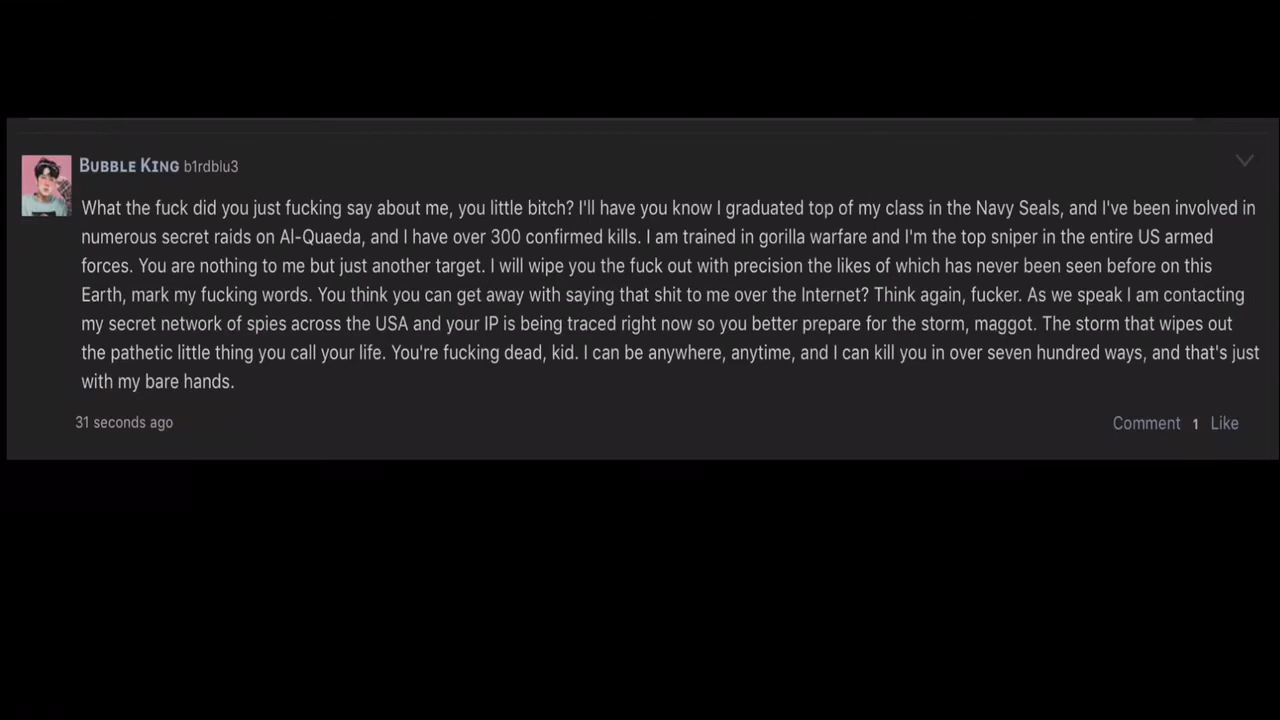 Bubble King b1rdblu3
What the fuck did you just fucking say about me, you little bitch? I'll have you know I graduated top of my class in the Navy Seals, and I've been involved in
numerous secret raids on Al-Quaeda, and I have over 300 confirmed kills. I am trained in gorilla warfare and I'm the top sniper in the entire US armed
forces. You are nothing to me but just another target. I will wipe you the fuck out with precision the likes of which has never been seen before on this
Earth, mark my fucking words. You think you can get away with saying that shit to me over the Internet? Think again, fucker. As we speak I am contacting
my secret network of spies across the USA and your IP is being traced right now so you better prepare for the storm, maggot. The storm that wipes out
the pathetic little thing you call your life. You're fucking dead, kid. I can be anywhere, anytime, and I can kill you in over seven hundred ways, and that's just
with my bare hands.
31 seconds ago Comment 1 Like